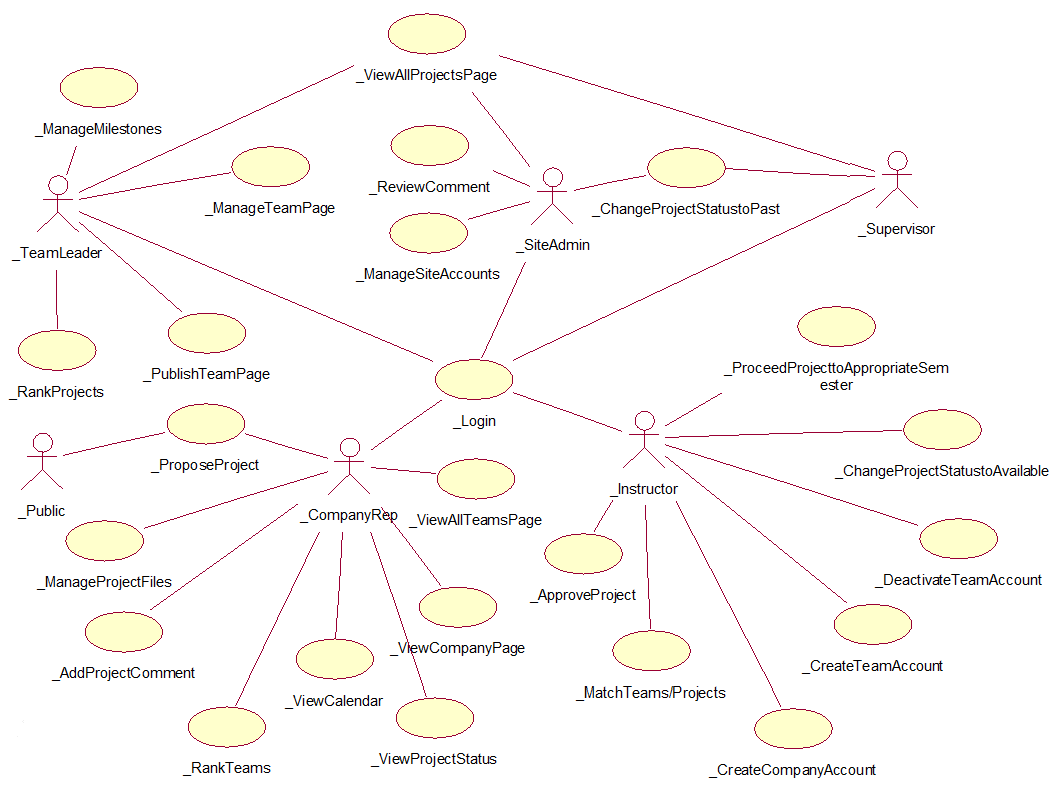 _ViewAllProjectsPage
_ManageMilestones
_ReviewComment
_ManageTeamPage
_ChangeProjectStatustoPast
_Supervisor
_SiteAdmin
_TeamLeader
_ManageSiteAccounts
_ProceedProjecttoAppropriateSem
ester
_PublishTeamPage
_RankProjects
_Login
_ProposeProject
_ChangeProjectStatustoAvailable
_Instructor
_Public
_CompanyRep
_ViewAllTeamsPage
_ManageProjectFiles
_DeactivateTeamAccount
_ApproveProject
_ViewCompanyPage
_CreateTeamAccount
_AddProjectComment
_MatchTeams/Projects
_ViewCalendar
_ViewProjectStatus
_RankTeams
_CreateCompanyAccount